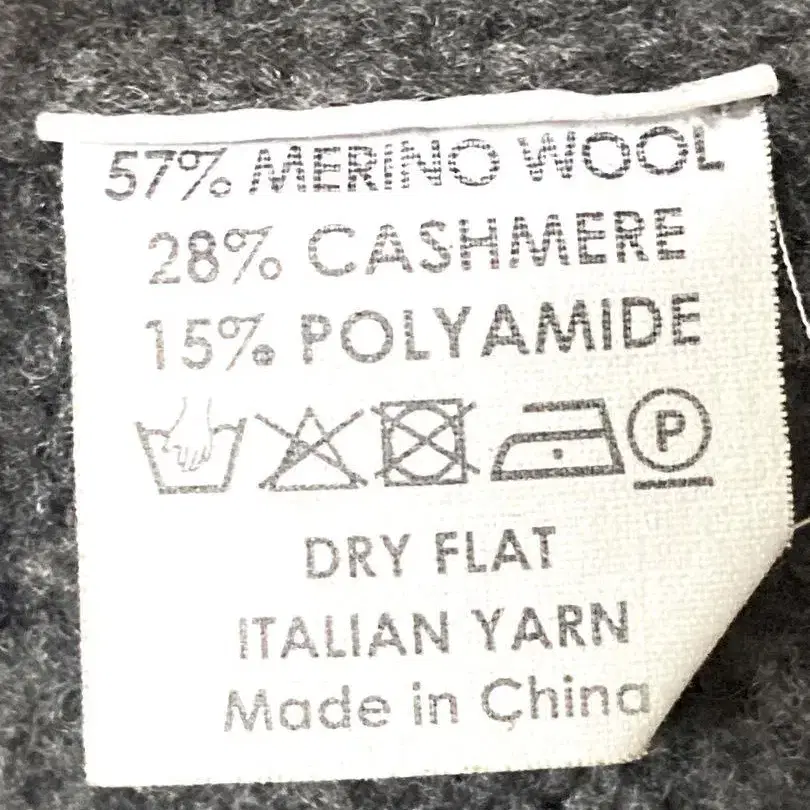 57% MERINO WOOL
28% CASHMERE
15% POLYAMIDE
P
DRY FLAT
ITALIAN YARN
Made in China